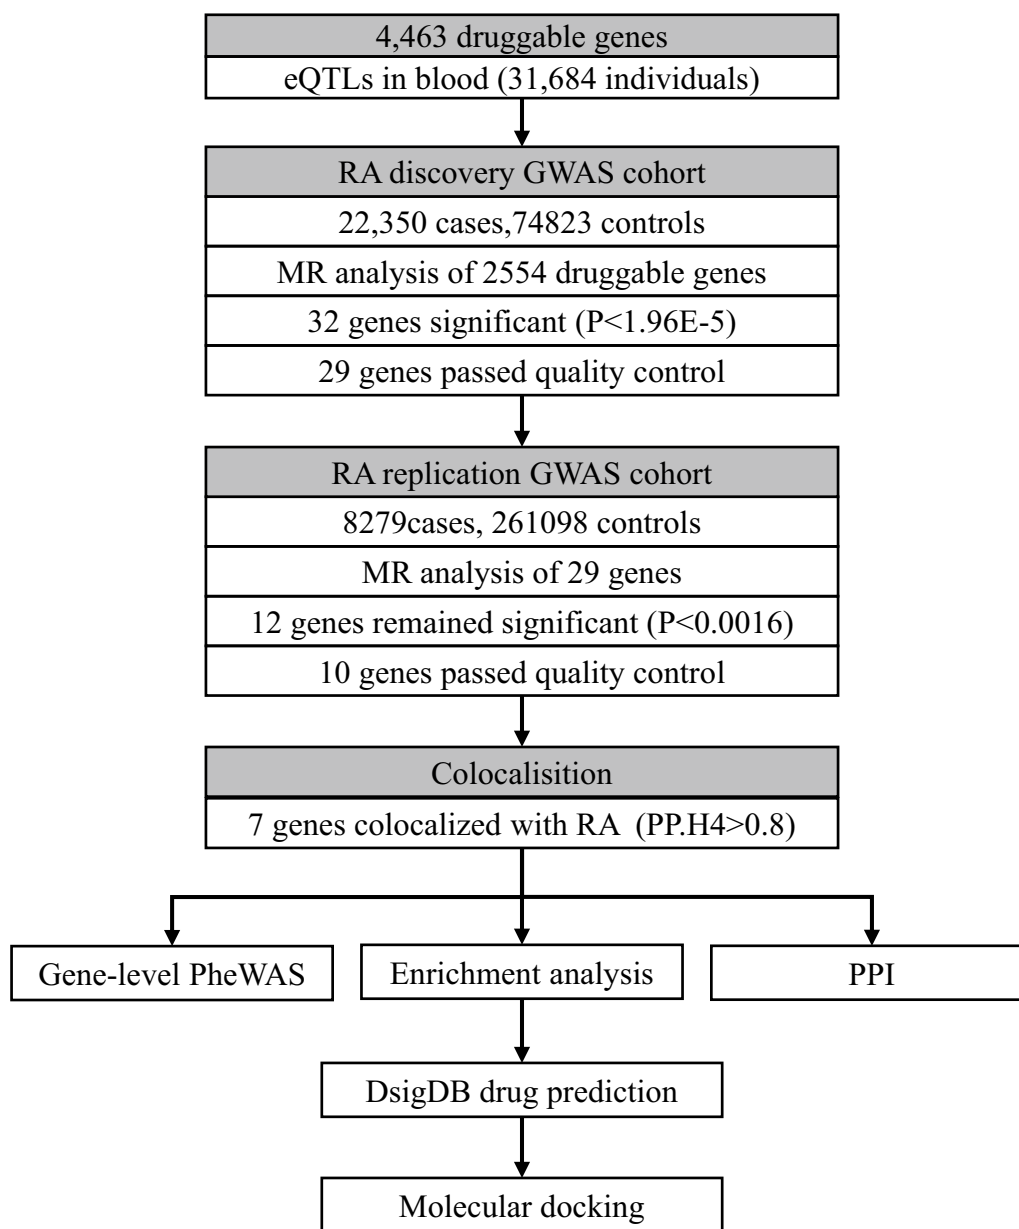 4,463 druggable genes
eQTLs in blood (31,684 individuals)
RA discovery GWAS cohort
22,350 cases,74823 controls
MR analysis of 2554 druggable genes
32 genes significant (P<1.96E-5)
29 genes passed quality control
RA replication GWAS cohort
8279cases, 261098 controls
MR analysis of 29 genes
12 genes remained significant (P<0.0016)
10 genes passed quality control
Colocalisition
7 genes colocalized with RA (PP.H4>0.8)
Gene-level PheWAS
Enrichment analysis
PPI
DsigDB drug prediction
Molecular docking